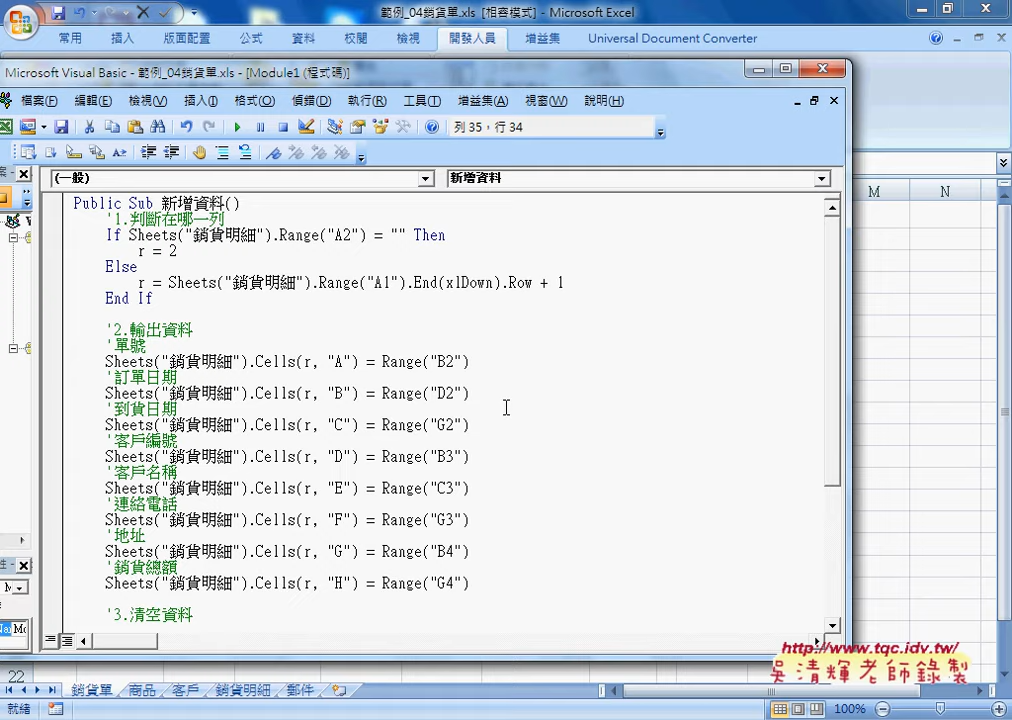 範例_04銷貨單.xls [相容模式] - Microsoft Excel
常用 插入 版面配置 公式 資料 校閱 檢視 開發人員 增益集 Universal Document Converter
Microsoft Visual Basic - 範例_04銷貨單.xls - [Module1 (程式碼)]
檔案(F) 編輯(E) 檢視(V) 插入(I) 格式(O) 偵錯(D) 執行(R) 工具(T) 增益集(A) 視窗(W) 說明(H)
列 35，行 34
(一般) 新增資料
M N
Public Sub 新增資料()
'1.判斷在哪一列
If Sheets("銷貨明細").Range("A2") = "" Then
r = 2
Else
r = Sheets("銷貨明細").Range("A1").End(xlDown).Row + 1
End If
'2.輸出資料
'單號
Sheets("銷貨明細").Cells(r, "A") = Range("B2")
'訂單日期
Sheets("銷貨明細").Cells(r, "B") = Range("D2")
'到貨日期
Sheets("銷貨明細").Cells(r, "C") = Range("G2")
'客戶編號
Sheets("銷貨明細").Cells(r, "D") = Range("B3")
'客戶名稱
Sheets("銷貨明細").Cells(r, "E") = Range("C3")
'連絡電話
Sheets("銷貨明細").Cells(r, "F") = Range("G3")
'地址
Sheets("銷貨明細").Cells(r, "G") = Range("B4")
'銷貨總額
Sheets("銷貨明細").Cells(r, "H") = Range("G4")
'3.清空資料
http://www.tqc.idv.tw/
吳清輝老師錄製
22
銷貨單 商品 客戶 銷貨明細 郵件
就緒 100%